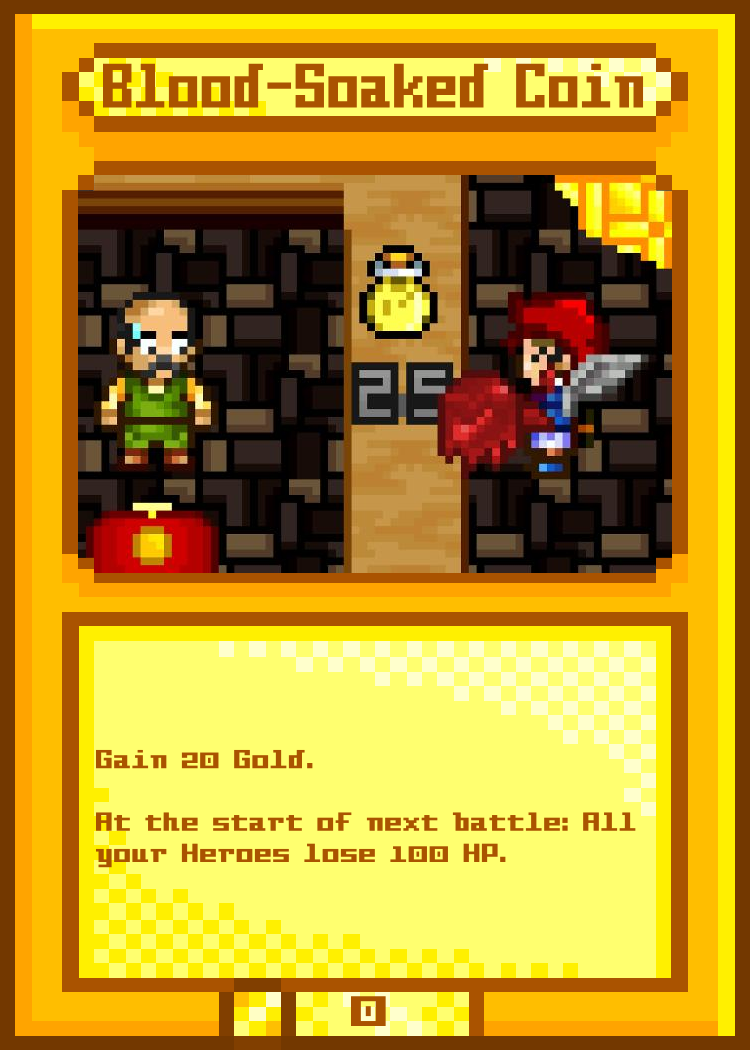 Blood-Soaked Coin
25
Gain 20 Gold.
At the start of next battle: All
your Heroes lose 100 HP.
0